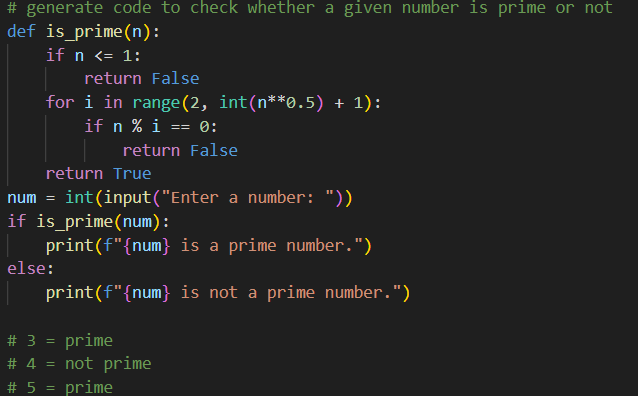 # generate code to check whether a given number is prime or not
def is_prime(n):
    if n <= 1:
        return False
    for i in range(2, int(n**0.5) + 1):
        if n % i == 0:
            return False
    return True
num = int(input("Enter a number: "))
if is_prime(num):
    print(f"{num} is a prime number.")
else:
    print(f"{num} is not a prime number.")

# 3 = prime
# 4 = not prime
# 5 = prime